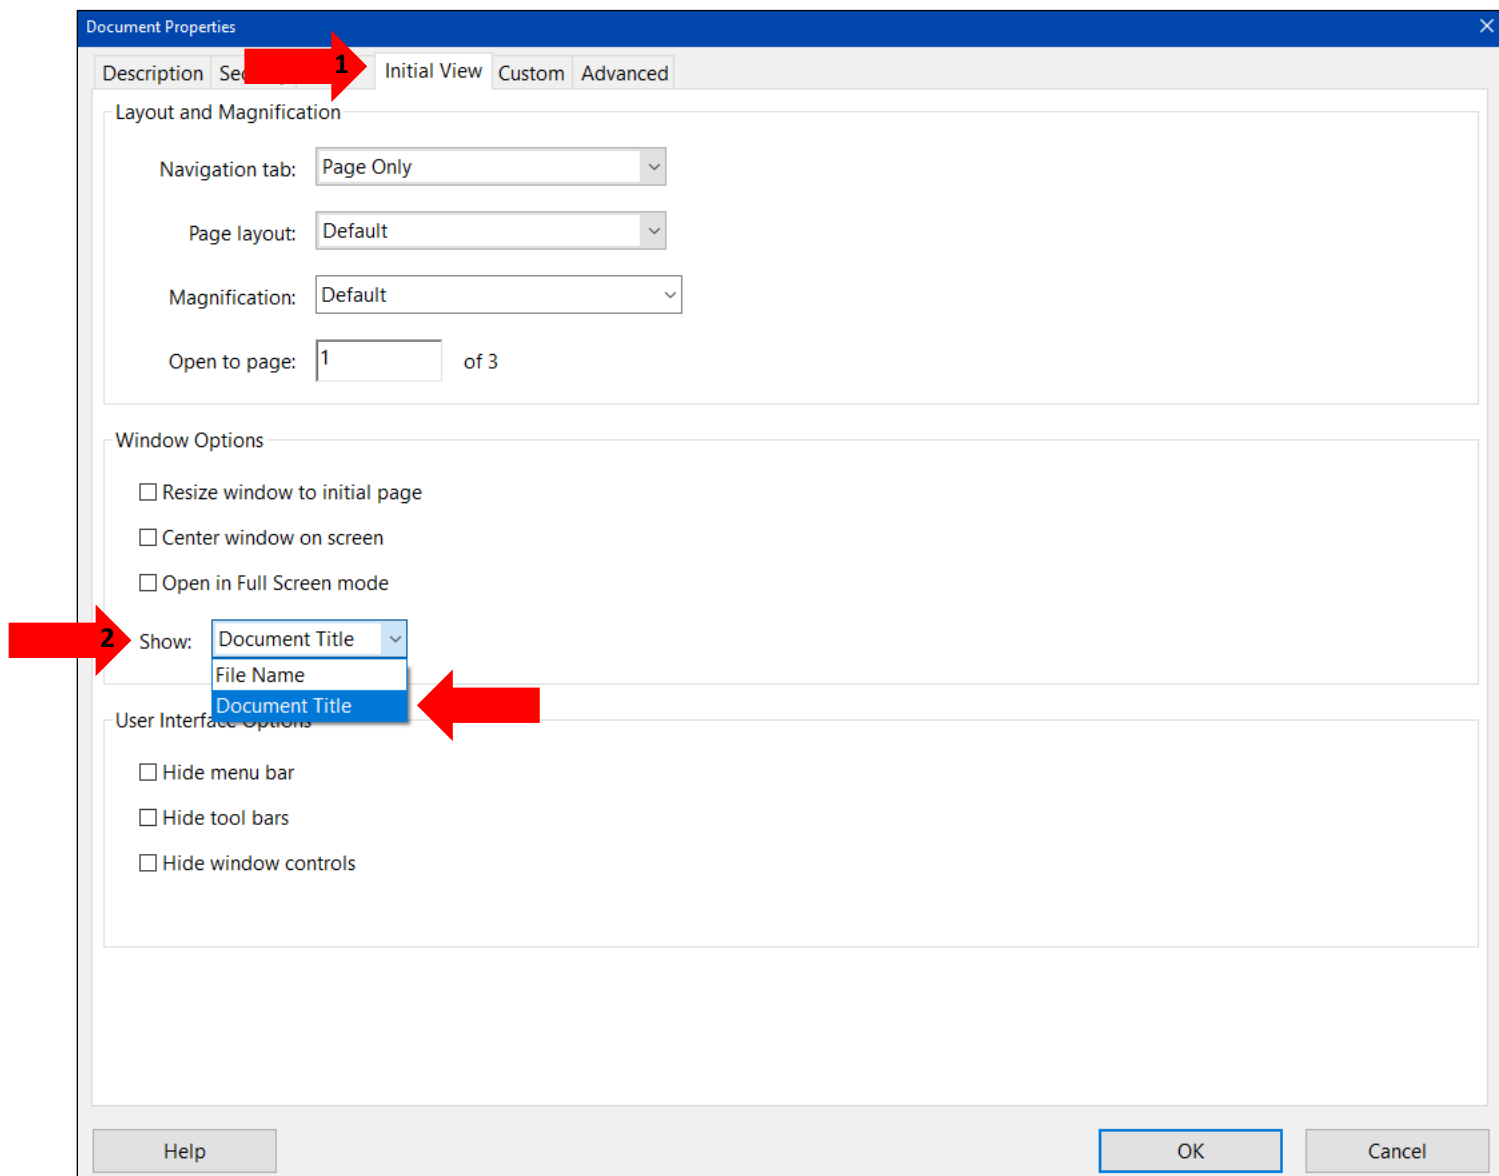 Document Properties
Description Initial View Custom Advanced
1
Layout and Magnification
Navigation tab: Page Only
Page layout: Default
Magnification: Default
Open to page: 1 of 3
Window Options
Resize window to initial page
Center window on screen
Open in Full Screen mode
2 Show: Document Title
File Name
Document Title
User Interface Options
Hide menu bar
Hide tool bars
Hide window controls
Help OK Cancel